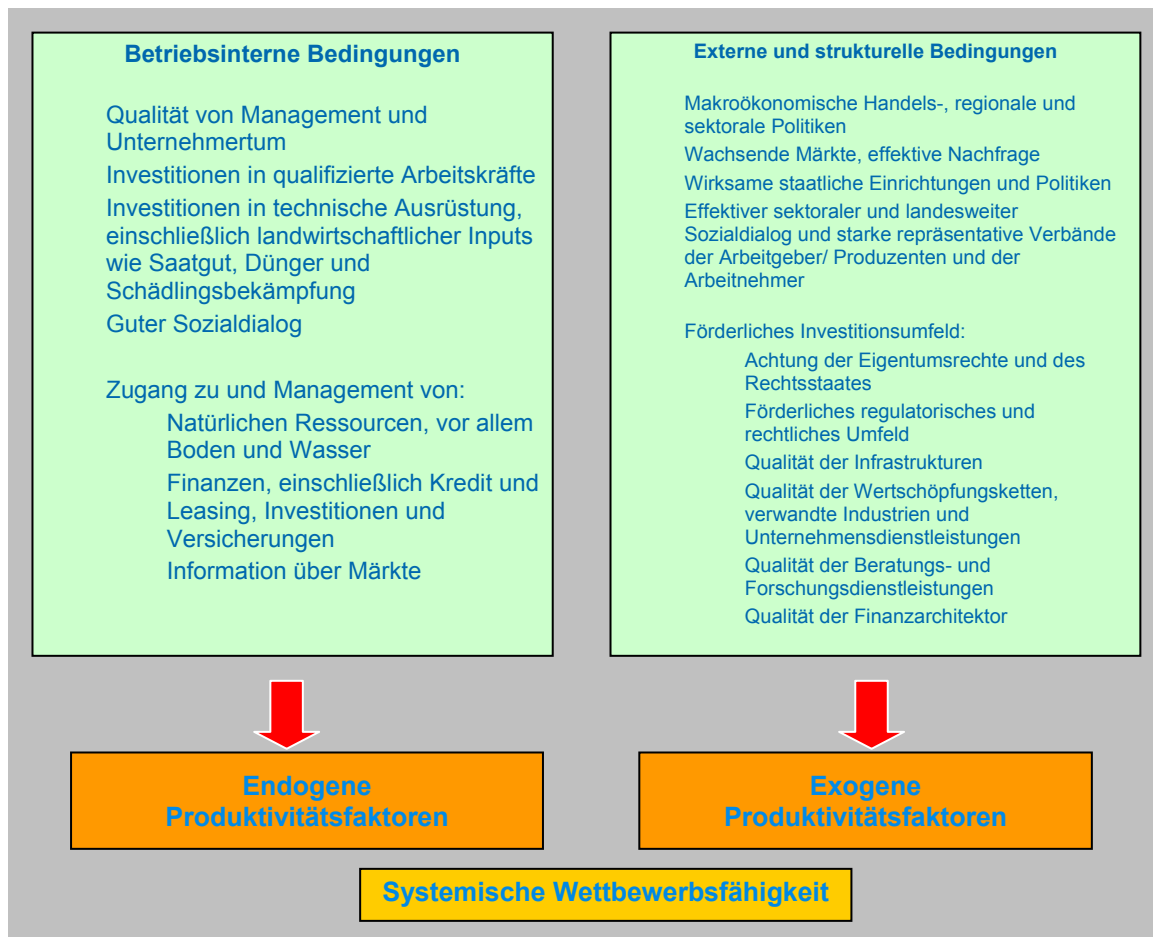 Betriebsinterne Bedingungen
Qualität von Management und
Unternehmertum
Investitionen in qualifizierte Arbeitskräfte
Investitionen in technische Ausrüstung,
einschließlich landwirtschaftlicher Inputs
wie Saatgut, Dünger und
Schädlingsbekämpfung
Guter Sozialdialog
Zugang zu und Management von:
Natürlichen Ressourcen, vor allem
Boden und Wasser
Finanzen, einschließlich Kredit und
Leasing, Investitionen und
Versicherungen
Information über Märkte
Externe und strukturelle Bedingungen
Makroökonomische Handels-, regionale und
sektorale Politiken
Wachsende Märkte, effektive Nachfrage
Wirksame staatliche Einrichtungen und Politiken
Effektiver sektoraler und landesweiter
Sozialdialog und starke repräsentative Verbände
der Arbeitgeber/ Produzenten und der
Arbeitnehmer
Förderliches Investitionsumfeld:
Achtung der Eigentumsrechte und des
Rechtsstaates
Förderliches regulatorisches und
rechtliches Umfeld
Qualität der Infrastrukturen
Qualität der Wertschöpfungsketten,
verwandte Industrien und
Unternehmensdienstleistungen
Qualität der Beratungs- und
Forschungsdienstleistungen
Qualität der Finanzarchitektor
Endogene
Produktivitätsfaktoren
Exogene
Produktivitätsfaktoren
Systemische Wettbewerbsfähigkeit